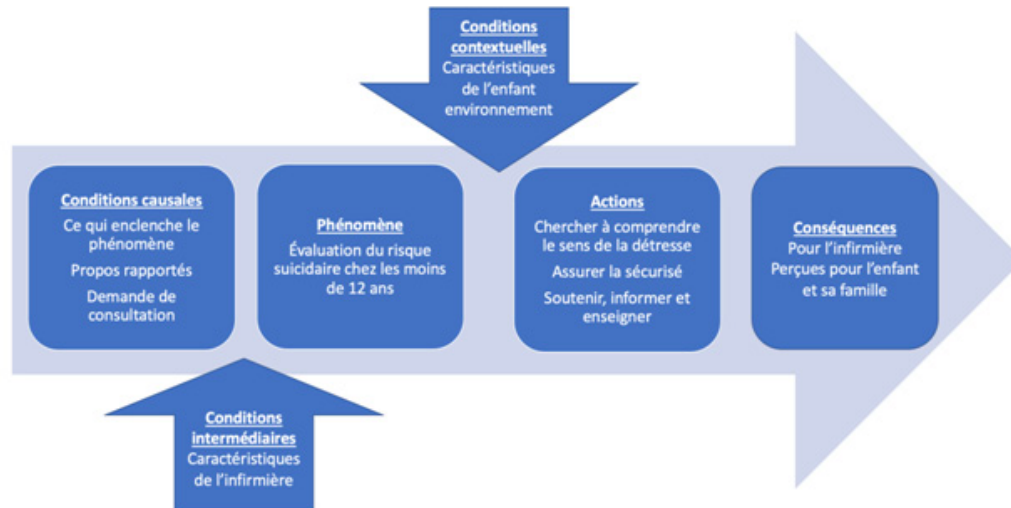 Conditions
contextuelles
Caractéristiques
de l’enfant
environnement
Conditions causales
Ce qui enclenche le
phénomène
Propos rapportés
Demande de
consultation
Phénomène
Évaluation du risque
suicidaire chez les moins
de 12 ans
Actions
Chercher à comprendre
le sens de la détresse
Assurer la sécurisé
Soutenir, informer et
enseigner
Conséquences
Pour l’infirmière
Perçues pour l’enfant
et sa famille
Conditions
intermédiaires
Caractéristiques
de l’infirmière